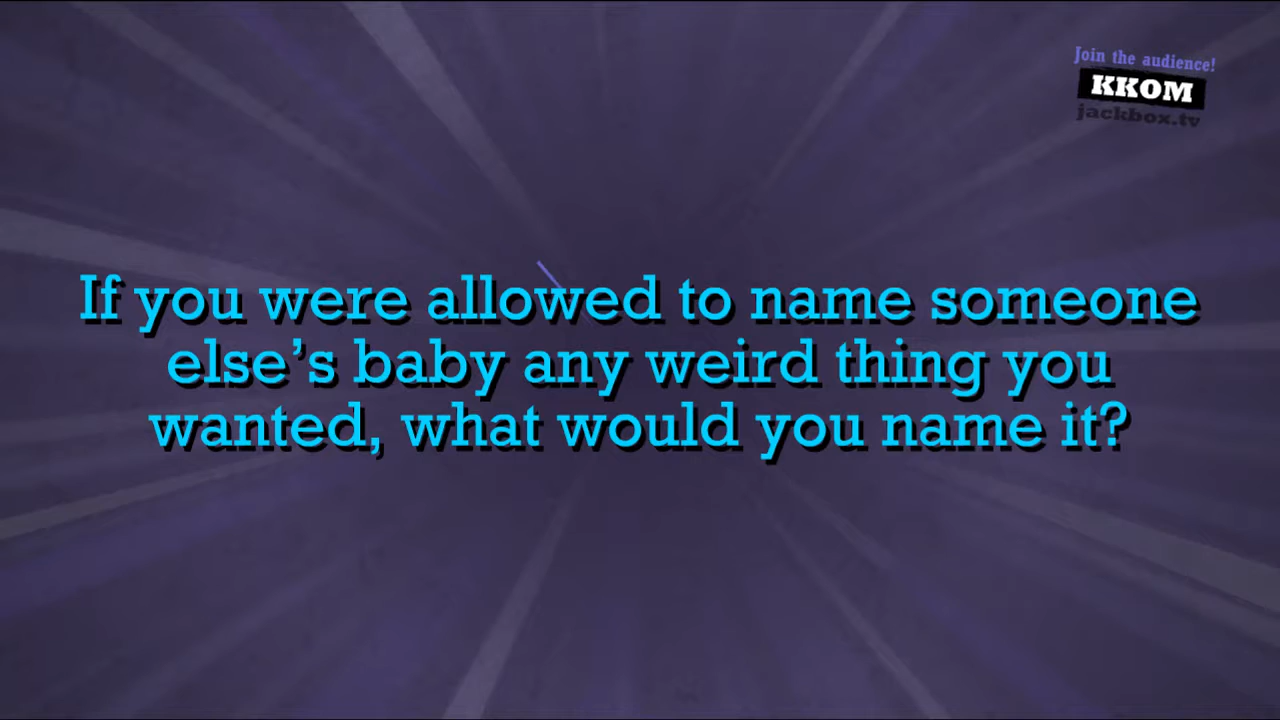 Join the audience!
KKOM
jackbox.tv
If you were allowed to name someone
else’s baby any weird thing you
wanted, what would you name it?